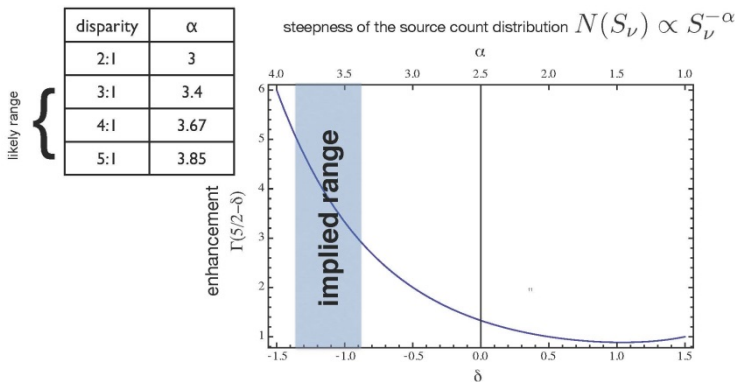 disparity α
2:1 3
3:1 3.4
4:1 3.67
5:1 3.85
likely range
steepness of the source count distribution N(Sν) ∝ Sν^−α
α
4.0 3.5 3.0 2.5 2.0 1.5 1.0
6
5
4
3
2
1
enhancement
Γ(5/2−δ)
implied range
-1.5 -1.0 -0.5 0.0 0.5 1.0 1.5
δ